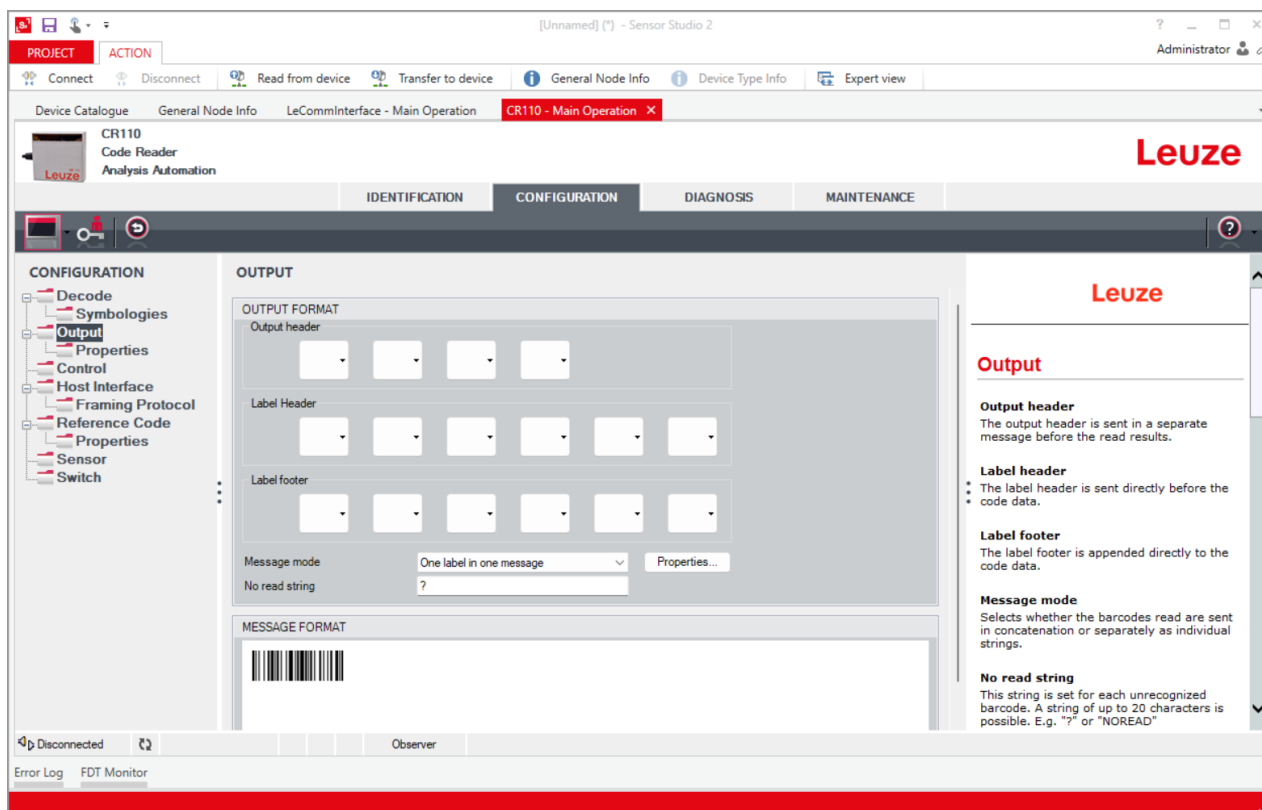 [Unnamed] (*) - Sensor Studio 2
PROJECT ACTION
Administrator
Connect Disconnect Read from device Transfer to device General Node Info Device Type Info Expert view
Device Catalogue General Node Info LeCommInterface - Main Operation CR110 - Main Operation
CR110
Code Reader
Analysis Automation
Leuze
Leuze
IDENTIFICATION CONFIGURATION DIAGNOSIS MAINTENANCE
CONFIGURATION
Decode
Symbologies
Output
Properties
Control
Host Interface
Framing Protocol
Reference Code
Properties
Sensor
Switch
OUTPUT
OUTPUT FORMAT
Output header
Label Header
Label footer
Message mode One label in one message Properties...
No read string ?
MESSAGE FORMAT
Leuze
Output
Output header
The output header is sent in a separate
message before the read results.
Label header
The label header is sent directly before the
code data.
Label footer
The label footer is appended directly to the
code data.
Message mode
Selects whether the barcodes read are sent
in concatenation or separately as individual
strings.
No read string
This string is set for each unrecognized
barcode. A string of up to 20 characters is
possible. E.g. "?" or "NOREAD"
Disconnected Observer
Error Log FDT Monitor